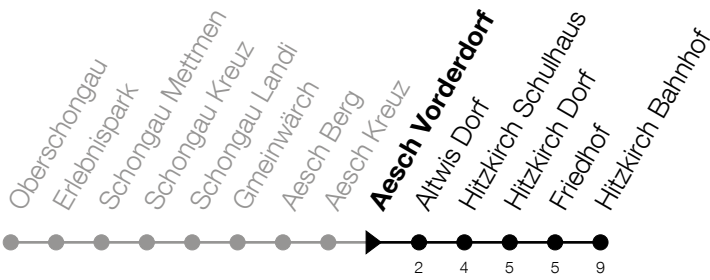 Oberschongau
Erlebnispark
Schongau Mettmen
Schongau Kreuz
Schongau Landi
Gmeinwärch
Aesch Berg
Aesch Kreuz
Aesch Vorderdorf
Altwis Dorf
Hitzkirch Schulhaus
Hitzkirch Dorf
Friedhof
Hitzkirch Bahnhof
2 4 5 5 9